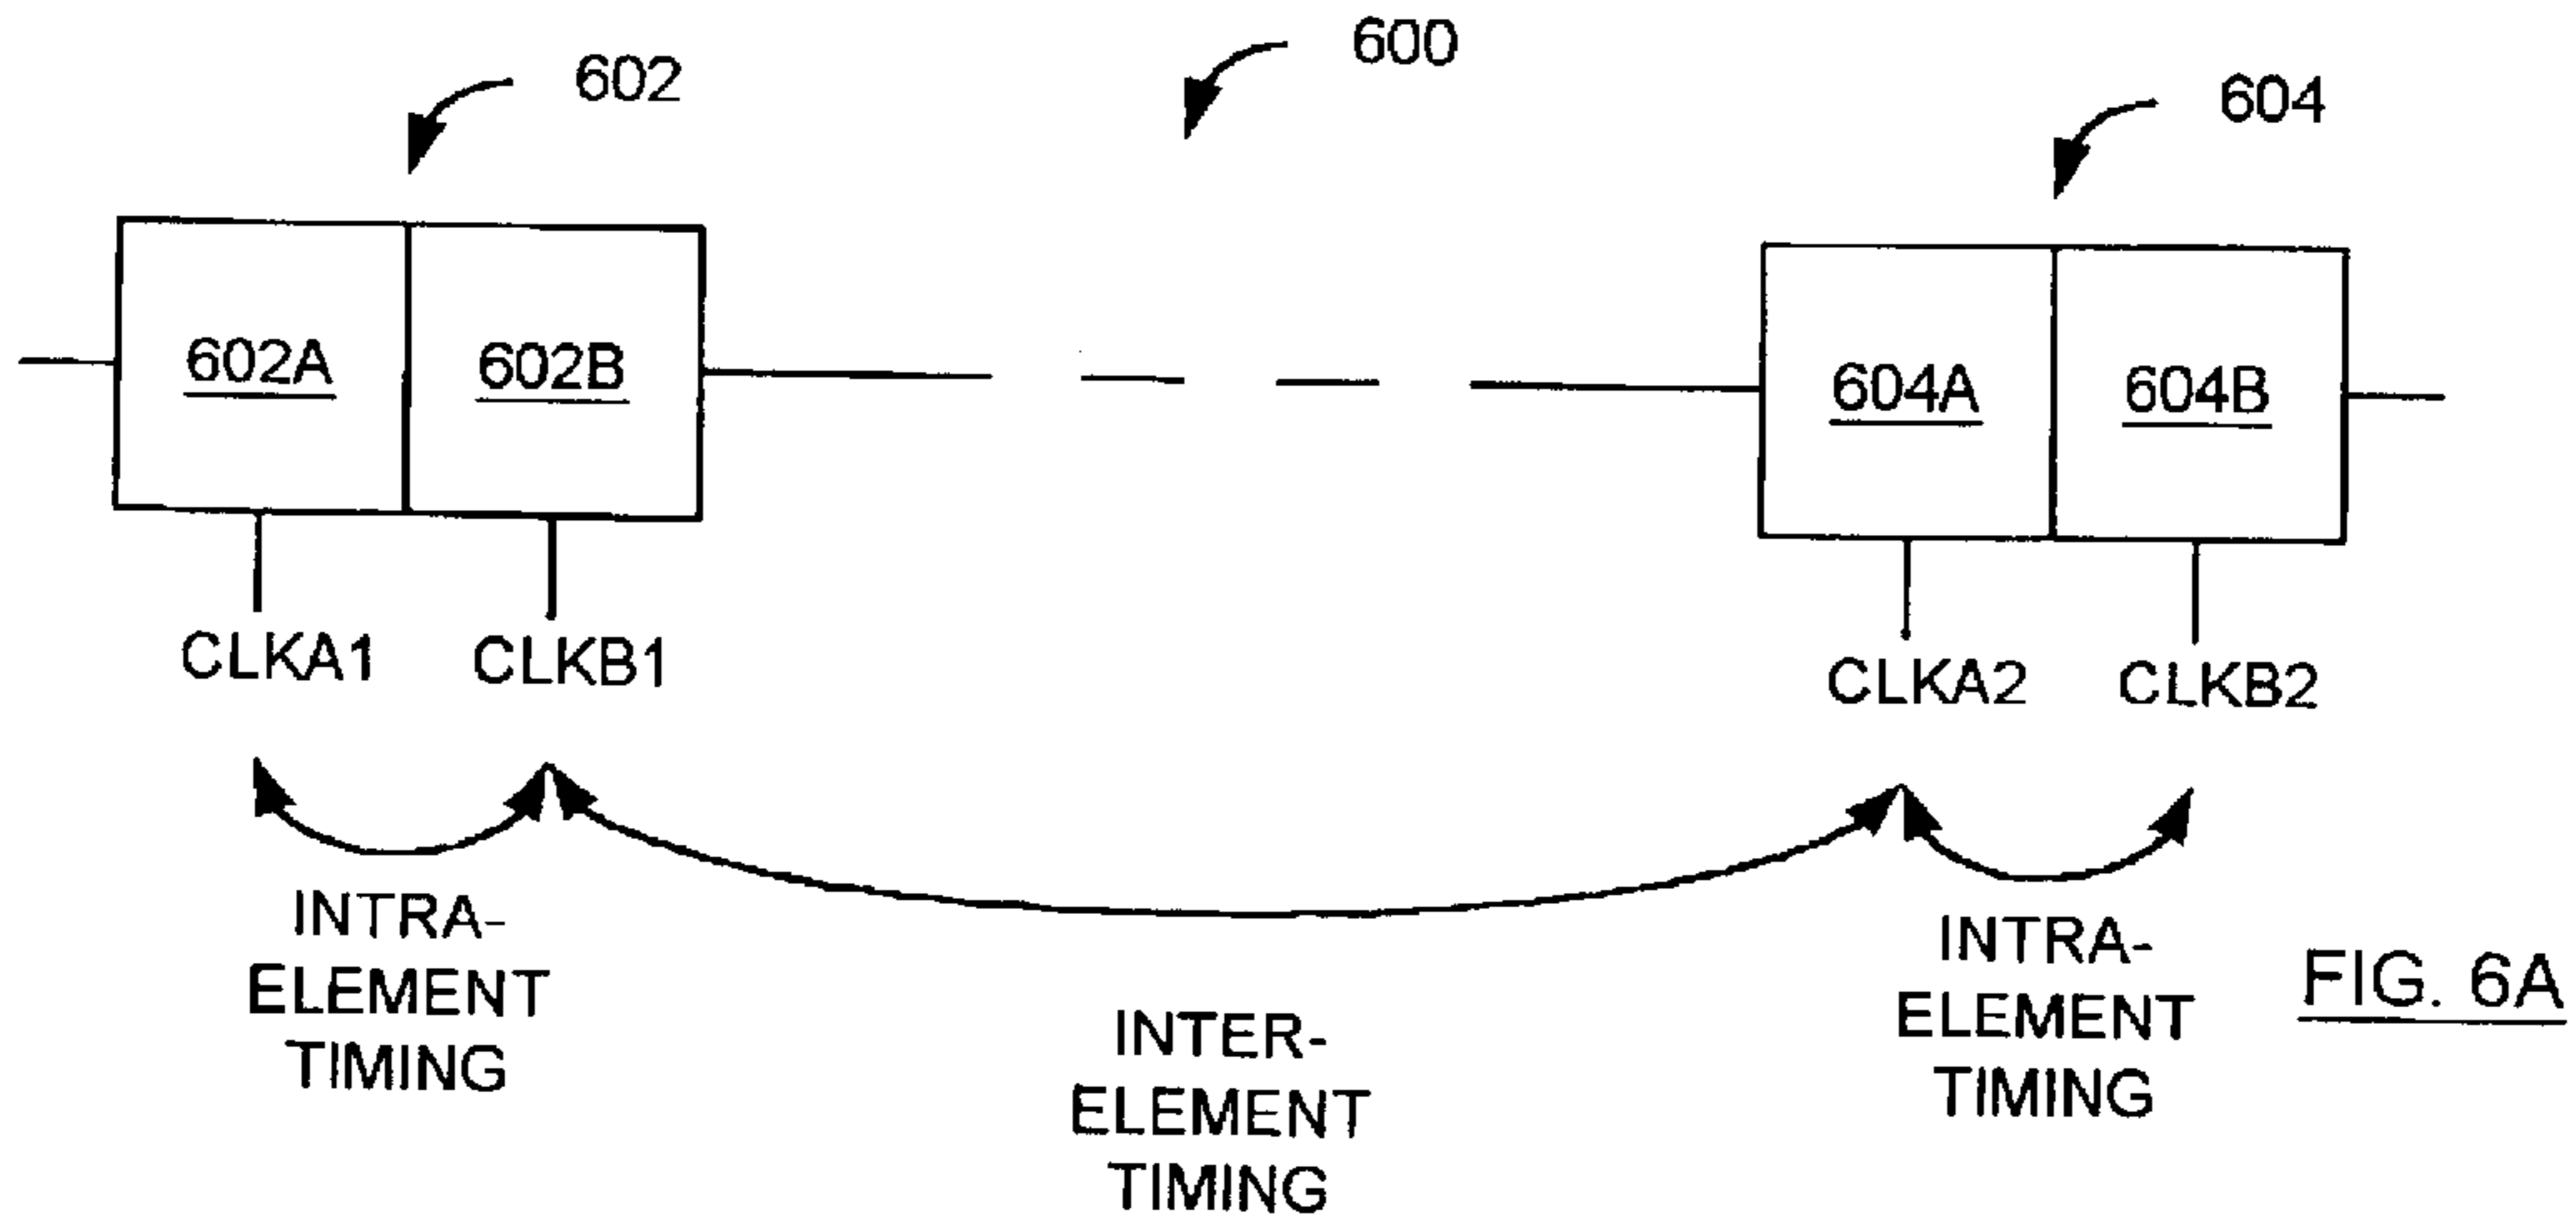 600
602
604
602A
602B
604A
604B
CLKA1
CLKB1
CLKA2
CLKB2
INTRA-
ELEMENT
TIMING
INTER-
ELEMENT
TIMING
INTRA-
ELEMENT
TIMING
FIG. 6A